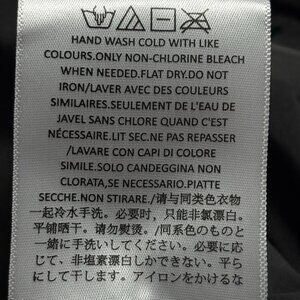 HAND WASH COLD WITH LIKE
COLOURS.ONLY NON-CHLORINE BLEACH
WHEN NEEDED.FLAT DRY.DO NOT
IRON/LAVER AVEC DES COULEURS
SIMILAIRES.SEULEMENT DE L'EAU DE
JAVEL SANS CHLORE QUAND C'EST
NÉCESSAIRE.LIT SEC.NE PAS REPASSER
/LAVARE CON CAPI DI COLORE
SIMILE.SOLO CANDEGGINA NON
CLORATA,SE NECESSARIO.PIATTE
SECCHE.NON STIRARE./请与同类色衣物
一起冷水手洗。必要时，只能非氯漂白。
平铺晒干。请勿熨烫。/同系色のものと
一緒に手洗いしてください。必要に応
じて、非塩素漂白しかできない。平ら
にして干します。アイロンをかけるな